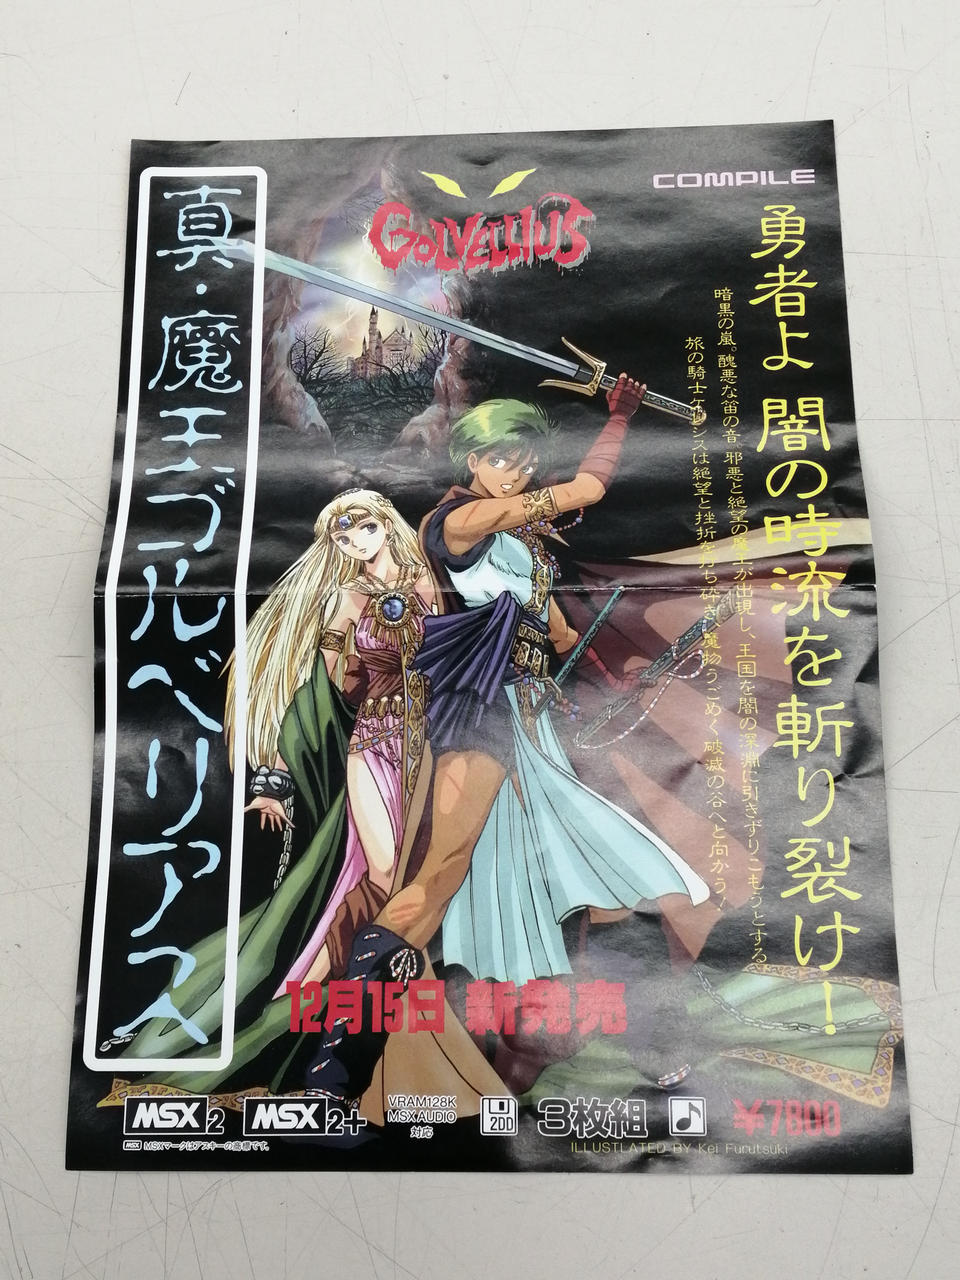 COMPILE
GOLVELLIUS
真・魔王ゴルベリアス
勇者よ 闇の時流を斬り裂け!
暗黒の嵐。醜悪な笛の音。邪悪と絶望の魔王が出現し、王国を闇の深淵に引きずりこもうとする
旅の騎士ケレシスは絶望と挫折を打ち砕き、魔物うごめく破滅の谷へと向かう!
12月15日 新発売
MSX 2
MSX 2+
VRAM128K
MSX AUDIO
対応
2DD
3枚組
¥7800
MSX MSXマークはアスキーの商標です。
ILLUSTLATED BY Kei Furutsuki